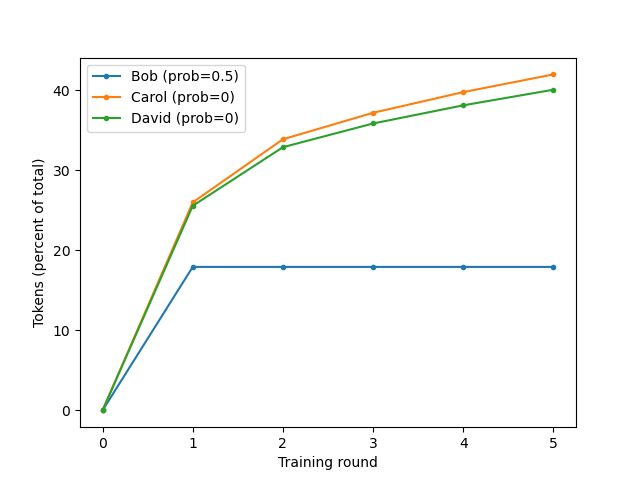 Bob (prob=0.5)
Carol (prob=0)
David (prob=0)
Tokens (percent of total)
40
30
20
10
0
0 1 2 3 4 5
Training round